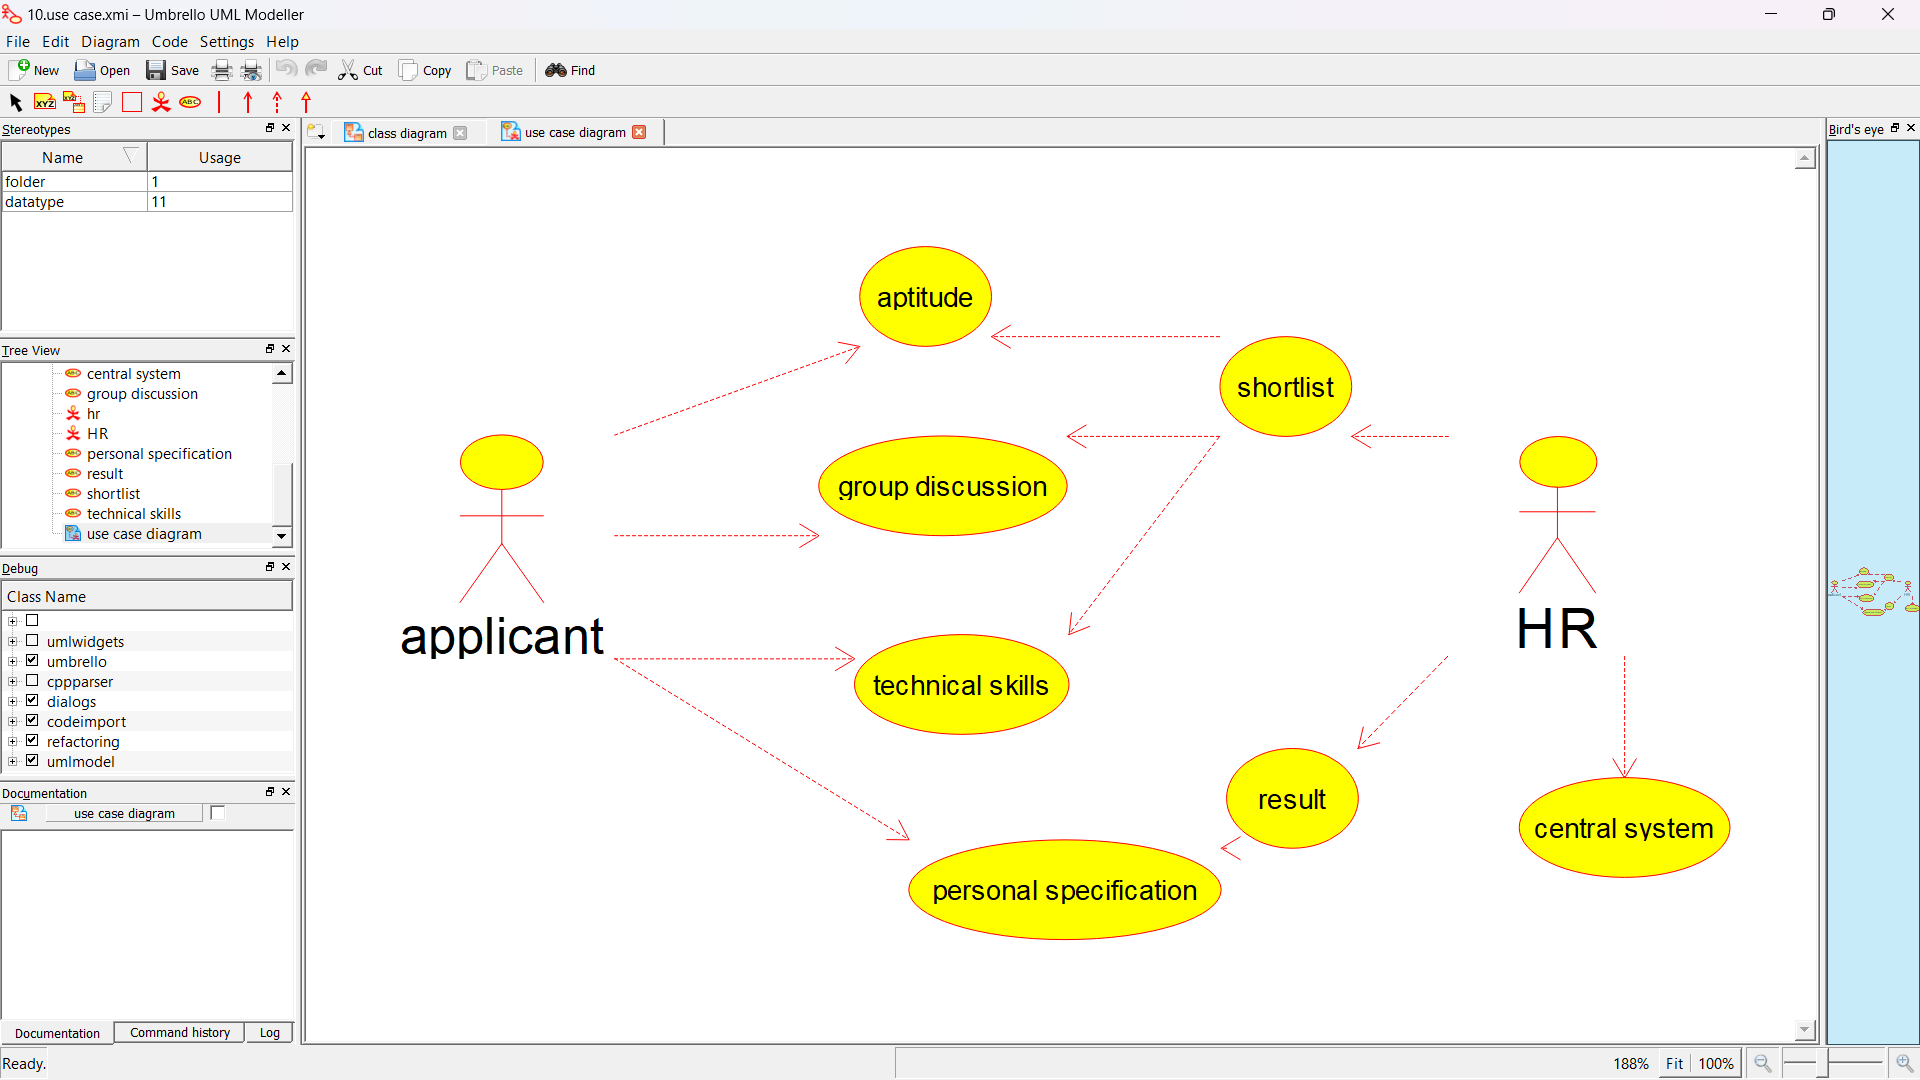 10.use case.xmi – Umbrello UML Modeller
File Edit Diagram Code Settings Help
New Open Save Cut Copy Paste Find
XYZ XYZ ABC
Stereotypes
Name Usage
folder 1
datatype 11
Tree View
central system
group discussion
hr
HR
personal specification
result
shortlist
technical skills
use case diagram
Debug
Class Name
umlwidgets
umbrello
cppparser
dialogs
codeimport
refactoring
umlmodel
Documentation
use case diagram
Documentation Command history Log
Ready.
class diagram use case diagram
aptitude
shortlist
group discussion
applicant
HR
technical skills
result
central system
personal specification
Bird's eye
188% Fit 100%